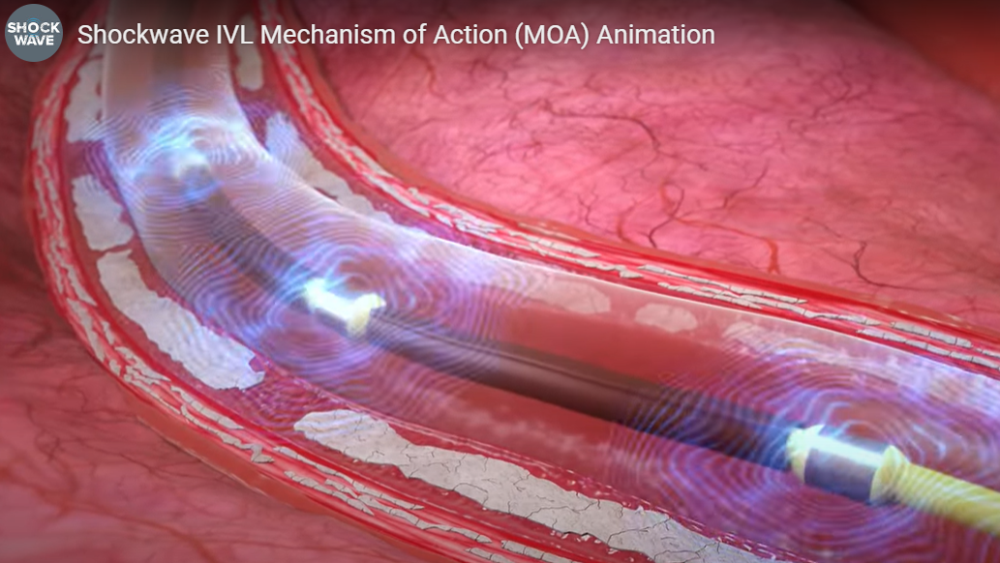 SHOCK
WAVE
Shockwave IVL Mechanism of Action (MOA) Animation